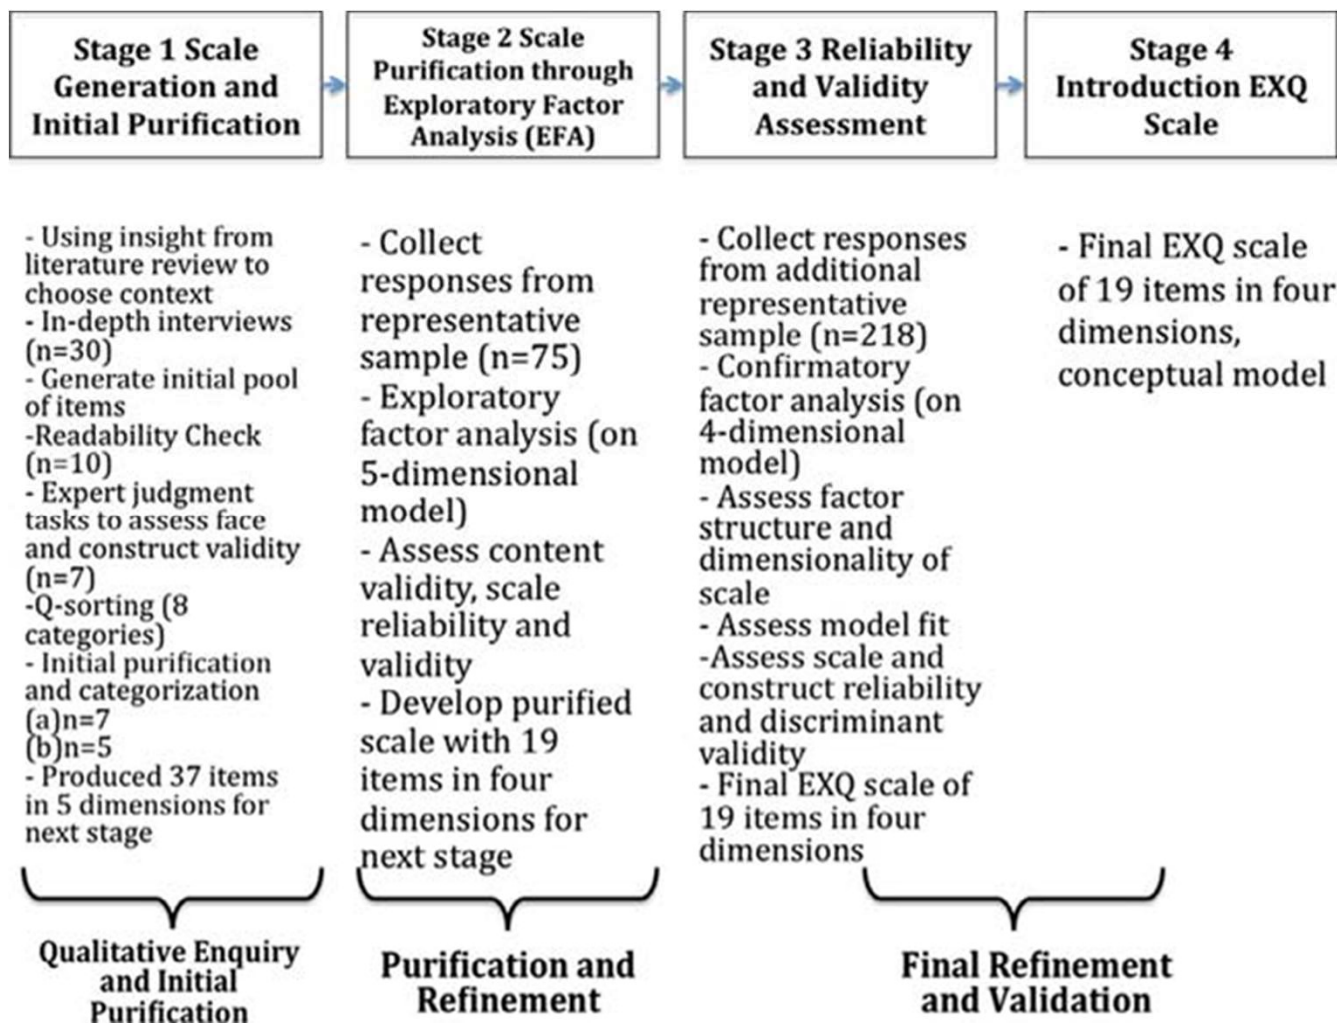 Stage 1 Scale
Generation and
Initial Purification
Stage 2 Scale
Purification through
Exploratory Factor
Analysis (EFA)
Stage 3 Reliability
and Validity
Assessment
Stage 4
Introduction EXQ
Scale
- Using insight from
literature review to
choose context
- In-depth interviews
(n=30)
- Generate initial pool
of items
-Readability Check
(n=10)
- Expert judgment
tasks to assess face
and construct validity
(n=7)
-Q-sorting (8
categories)
- Initial purification
and categorization
(a)n=7
(b)n=5
- Produced 37 items
in 5 dimensions for
next stage
- Collect
responses from
representative
sample (n=75)
- Exploratory
factor analysis (on
5-dimensional
model)
- Assess content
validity, scale
reliability and
validity
- Develop purified
scale with 19
items in four
dimensions for
next stage
- Collect responses
from additional
representative
sample (n=218)
- Confirmatory
factor analysis (on
4-dimensional
model)
- Assess factor
structure and
dimensionality of
scale
- Assess model fit
-Assess scale and
construct reliability
and discriminant
validity
- Final EXQ scale of
19 items in four
dimensions
- Final EXQ scale
of 19 items in four
dimensions,
conceptual model
Qualitative Enquiry
and Initial
Purification
Purification and
Refinement
Final Refinement
and Validation